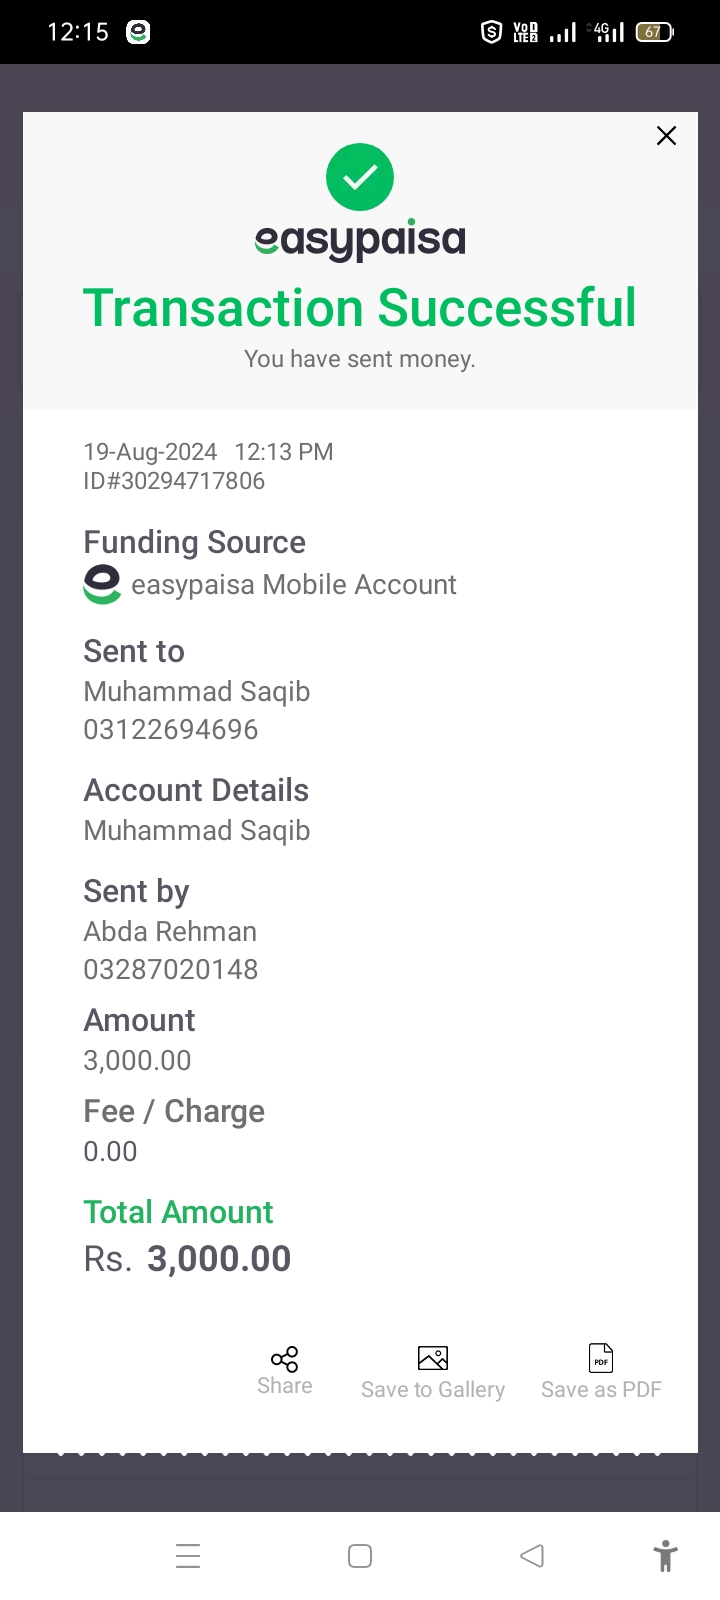 12:15
VoD
LTE2
4G
67
easypaisa
Transaction Successful
You have sent money.
19-Aug-2024 12:13 PM
ID#30294717806
Funding Source
easypaisa Mobile Account
Sent to
Muhammad Saqib
03122694696
Account Details
Muhammad Saqib
Sent by
Abda Rehman
03287020148
Amount
3,000.00
Fee / Charge
0.00
Total Amount
Rs. 3,000.00
PDF
Share
Save to Gallery
Save as PDF